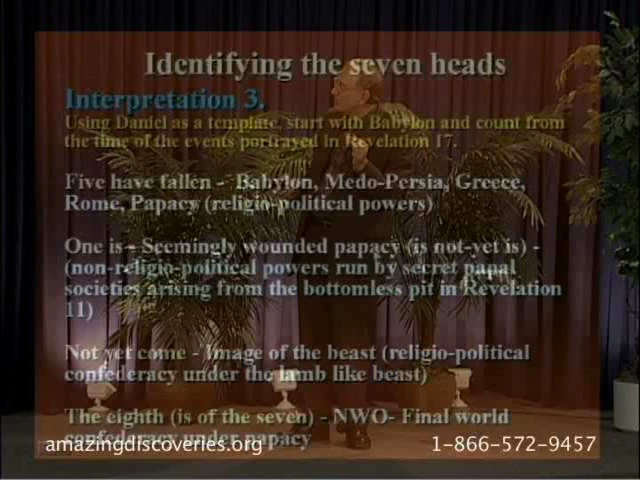 Identifying the seven heads
Interpretation 3.
Using Daniel as a template, start with Babylon and count from
the time of the events portrayed in Revelation 17.
Five have fallen - Babylon, Medo-Persia, Greece,
Rome, Papacy (religio-political powers)
One is - Seemingly wounded papacy (is not-yet is) -
(non-religio-political powers run by secret papal
societies arising from the bottomless pit in Revelation
11)
Not yet come - Image of the beast (religio-political
confederacy under the lamb like beast)
The eighth (is of the seven) - NWO- Final world
confederacy under papacy
amazingdiscoveries.org
1-866-572-9457